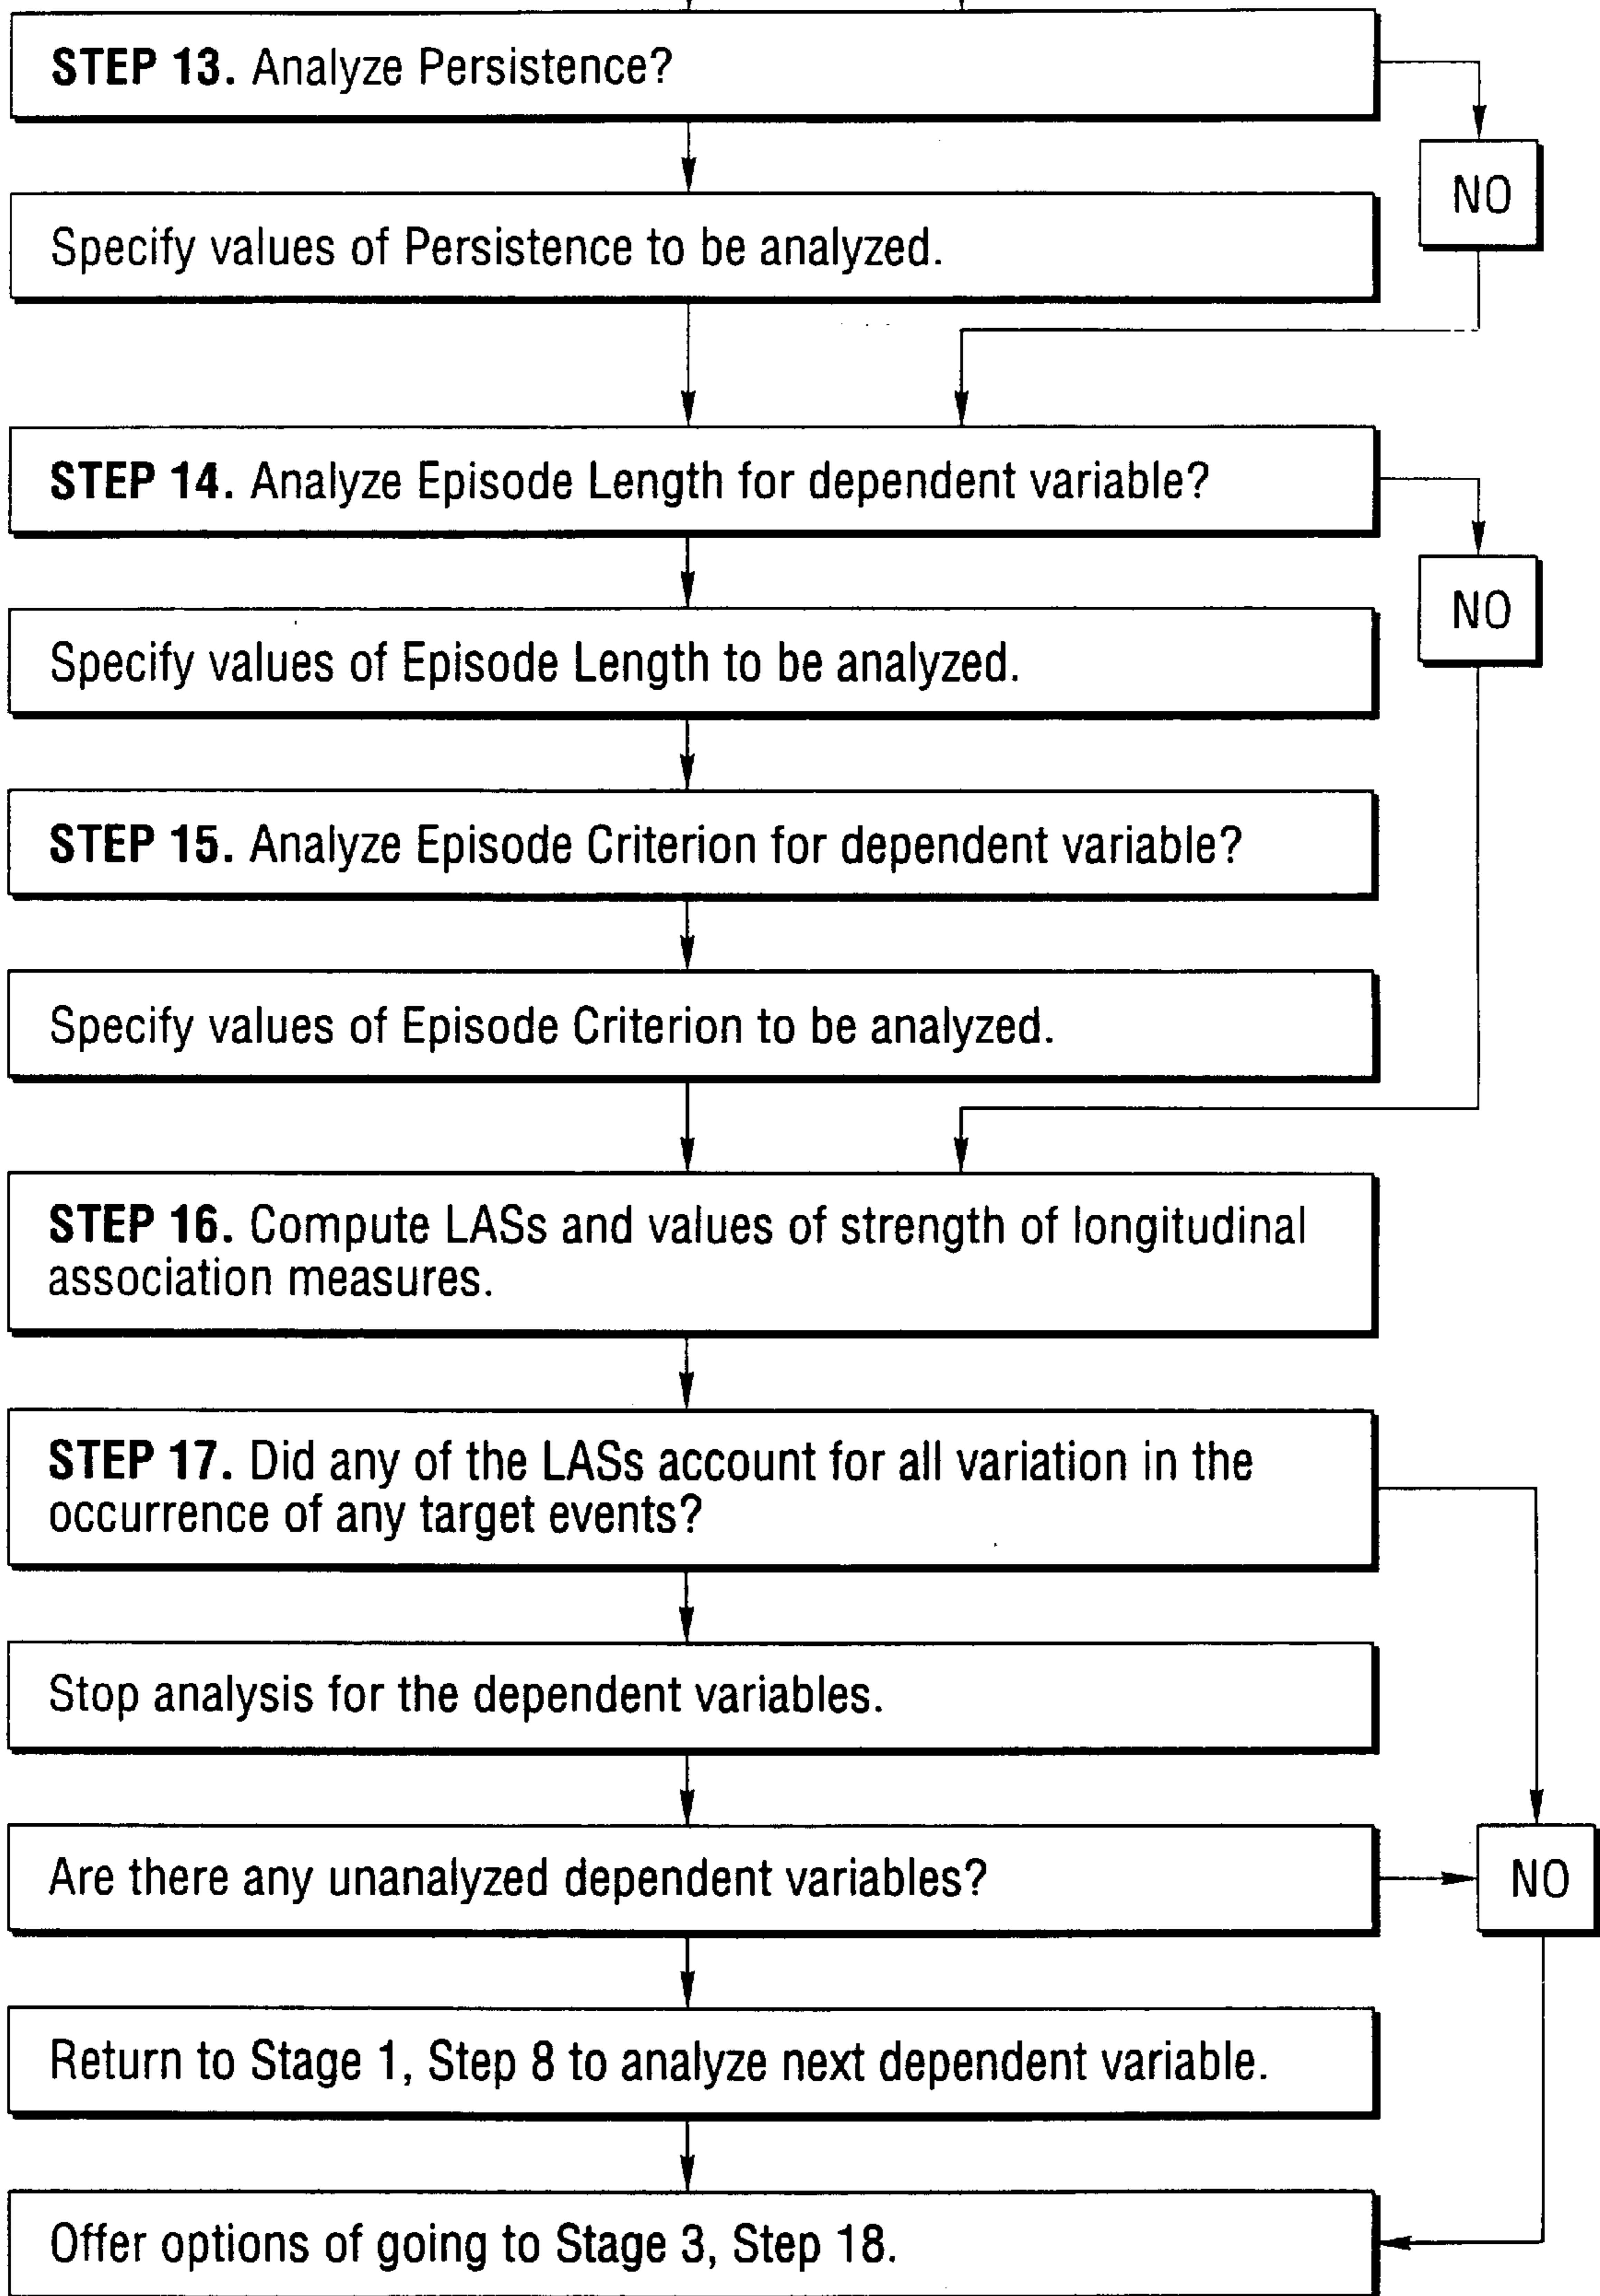 STEP 13. Analyze Persistence?
NO
Specify values of Persistence to be analyzed.
STEP 14. Analyze Episode Length for dependent variable?
NO
Specify values of Episode Length to be analyzed.
STEP 15. Analyze Episode Criterion for dependent variable?
Specify values of Episode Criterion to be analyzed.
STEP 16. Compute LASs and values of strength of longitudinal
association measures.
STEP 17. Did any of the LASs account for all variation in the
occurrence of any target events?
Stop analysis for the dependent variables.
Are there any unanalyzed dependent variables?
NO
Return to Stage 1, Step 8 to analyze next dependent variable.
Offer options of going to Stage 3, Step 18.